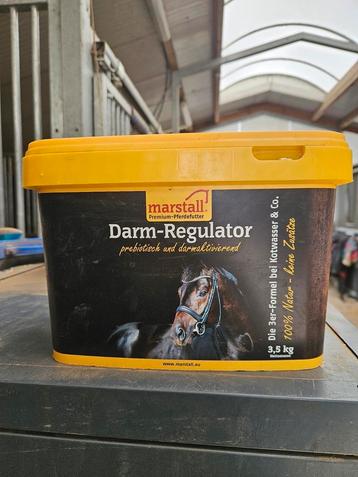 marstall
Premium-Pferdefutter
Darm-Regulator
prebiotisch und darmaktivierend
Die 3er-Formel bei Kotwasser & Co.
100% Natur - keine Zusätze
3,5 kg
www.marstall.eu